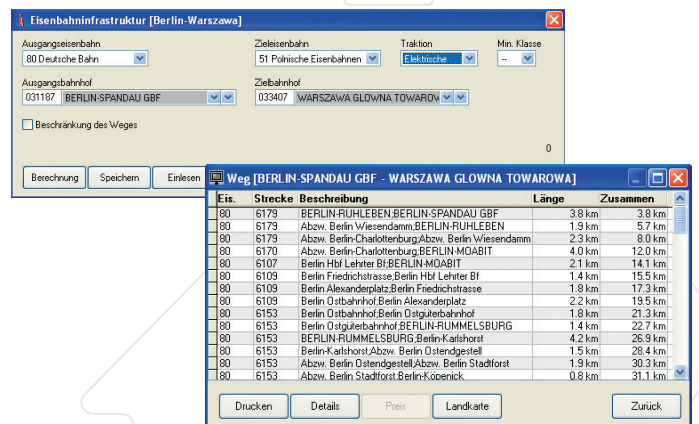 Eisenbahninfrastruktur [Berlin-Warszawa]
Ausgangseisenbahn Zieleisenbahn Traktion Min. Klasse
80 Deutsche Bahn 51 Polnische Eisenbahnen Elektrische --
Ausgangsbahnhof Zielbahnhof
031187 BERLIN-SPANDAU GBF 033407 WARSZAWA GLOWNA TOWAROW
Beschränkung des Weges
0
Berechnung Speichern Einlesen
Weg [BERLIN-SPANDAU GBF - WARSZAWA GLOWNA TOWAROWA]
Eis. Strecke Beschreibung Länge Zusammen
80 6179 BERLIN-RUHLEBEN;BERLIN-SPANDAU GBF 3.8 km 3.8 km
80 6179 Abzw. Berlin Wiesendamm;BERLIN-RUHLEBEN 1.9 km 5.7 km
80 6179 Abzw. Berlin-Charlottenburg;Abzw. Berlin Wiesendamm 2.3 km 8.0 km
80 6170 Abzw. Berlin-Charlottenburg;BERLIN-MOABIT 4.0 km 12.0 km
80 6107 Berlin Hbf Lehrter Bf;BERLIN-MOABIT 2.1 km 14.1 km
80 6109 Berlin Friedrichstrasse;Berlin Hbf Lehrter Bf 1.4 km 15.5 km
80 6109 Berlin Alexanderplatz;Berlin Friedrichstrasse 1.8 km 17.3 km
80 6109 Berlin Ostbahnhof;Berlin Alexanderplatz 2.2 km 19.5 km
80 6153 Berlin Ostbahnhof;Berlin Ostgüterbahnhof 1.8 km 21.3 km
80 6153 Berlin Ostgüterbahnhof;BERLIN-RUMMELSBURG 1.4 km 22.7 km
80 6153 BERLIN-RUMMELSBURG;Berlin-Karlshorst 4.2 km 26.9 km
80 6153 Berlin-Karlshorst;Abzw. Berlin Ostendgestell 1.5 km 28.4 km
80 6153 Abzw. Berlin Ostendgestell;Abzw. Berlin Stadtforst 1.9 km 30.3 km
80 6153 Abzw. Berlin Stadtforst;Berlin-Köpenick 0.8 km 31.1 km
Drucken Details Preis Landkarte Zurück